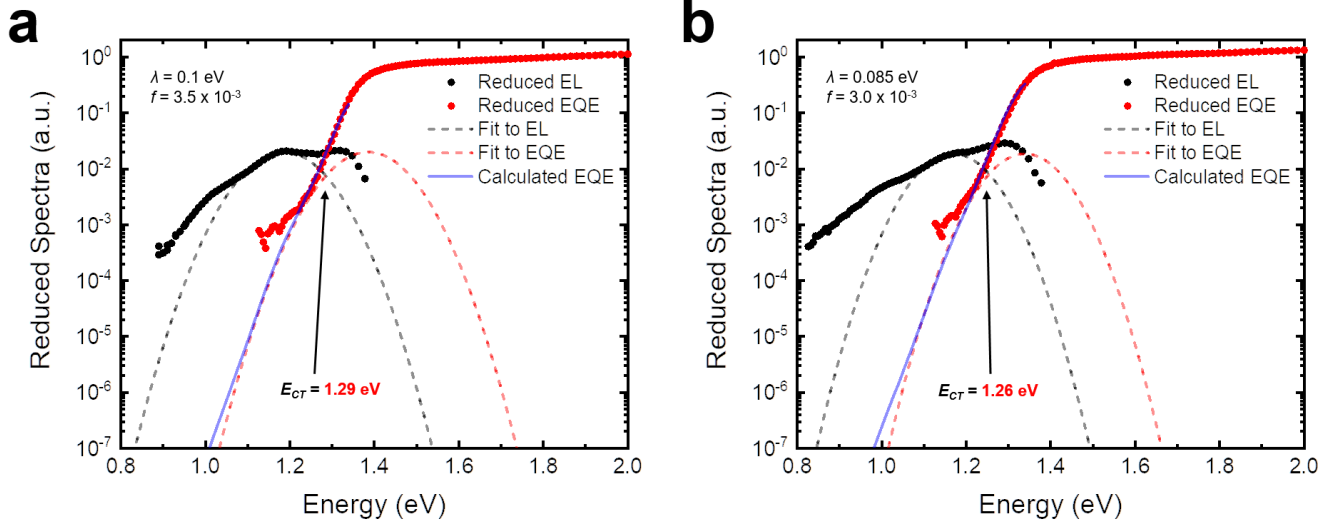 a
Reduced Spectra (a.u.)
10⁰
10⁻¹
10⁻²
10⁻³
10⁻⁴
10⁻⁵
10⁻⁶
10⁻⁷
λ = 0.1 eV
f = 3.5 x 10⁻³
Reduced EL
Reduced EQE
Fit to EL
Fit to EQE
Calculated EQE
E_CT = 1.29 eV
0.8 1.0 1.2 1.4 1.6 1.8 2.0
Energy (eV)
b
Reduced Spectra (a.u.)
10⁰
10⁻¹
10⁻²
10⁻³
10⁻⁴
10⁻⁵
10⁻⁶
10⁻⁷
λ = 0.085 eV
f = 3.0 x 10⁻³
Reduced EL
Reduced EQE
Fit to EL
Fit to EQE
Calculated EQE
E_CT = 1.26 eV
0.8 1.0 1.2 1.4 1.6 1.8 2.0
Energy (eV)